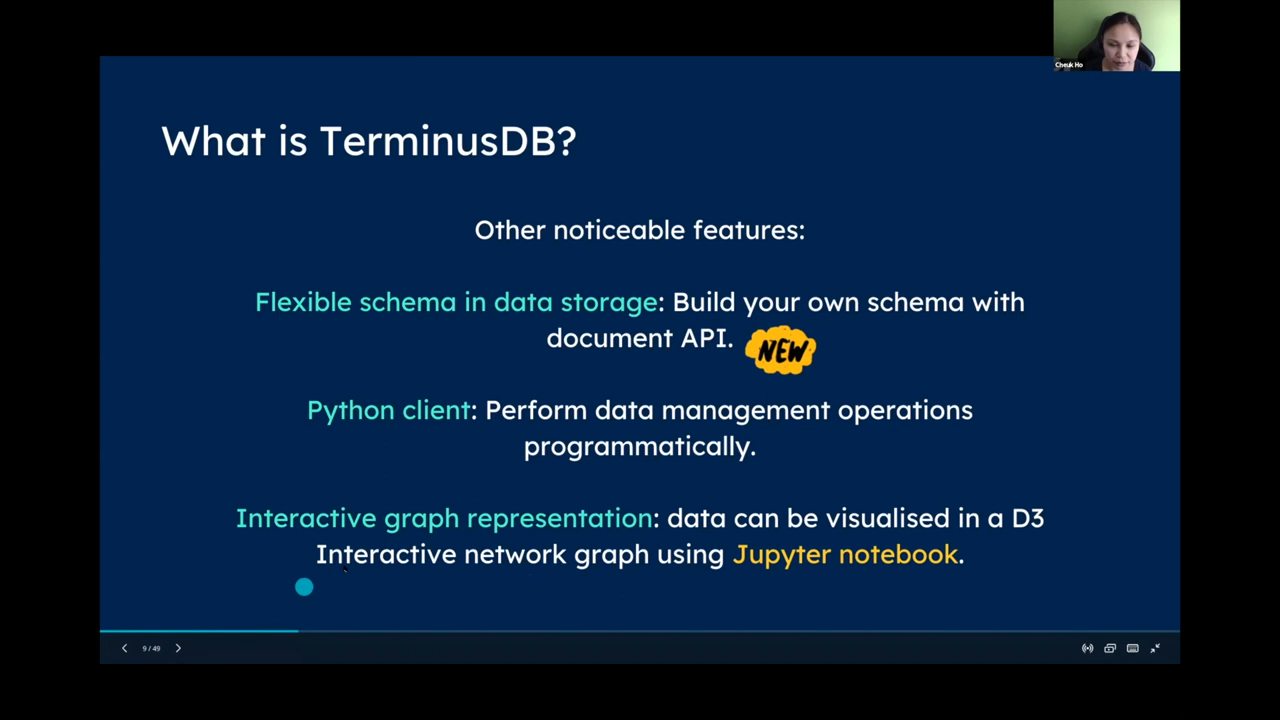 Cheuk Ho
What is TerminusDB?
Other noticeable features:
Flexible schema in data storage: Build your own schema with
document API.
NEW
Python client: Perform data management operations
programmatically.
Interactive graph representation: data can be visualised in a D3
Interactive network graph using Jupyter notebook.
9 / 49